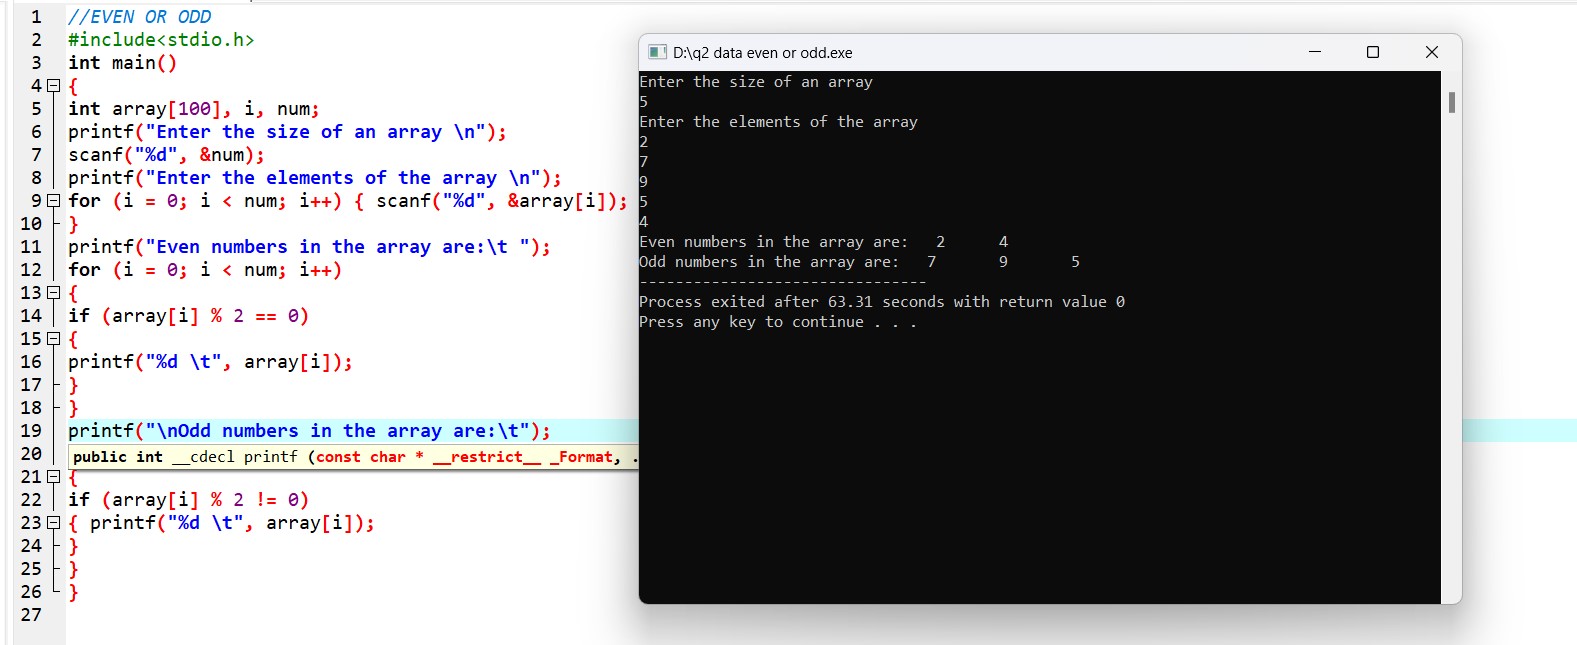 1 //EVEN OR ODD
2 #include<stdio.h>
3 int main()
4 {
5 int array[100], i, num;
6 printf("Enter the size of an array \n");
7 scanf("%d", &num);
8 printf("Enter the elements of the array \n");
9 for (i = 0; i < num; i++) { scanf("%d", &array[i]);
10 }
11 printf("Even numbers in the array are:\t ");
12 for (i = 0; i < num; i++)
13 {
14 if (array[i] % 2 == 0)
15 {
16 printf("%d \t", array[i]);
17 }
18 }
19 printf("\nOdd numbers in the array are:\t");
20 public int __cdecl printf (const char * __restrict__ _Format, .
21 {
22 if (array[i] % 2 != 0)
23 { printf("%d \t", array[i]);
24 }
25 }
26 }
27
D:\q2 data even or odd.exe
Enter the size of an array
5
Enter the elements of the array
2
7
9
5
4
Even numbers in the array are: 2 4
Odd numbers in the array are: 7 9 5
--------------------------------
Process exited after 63.31 seconds with return value 0
Press any key to continue . . .